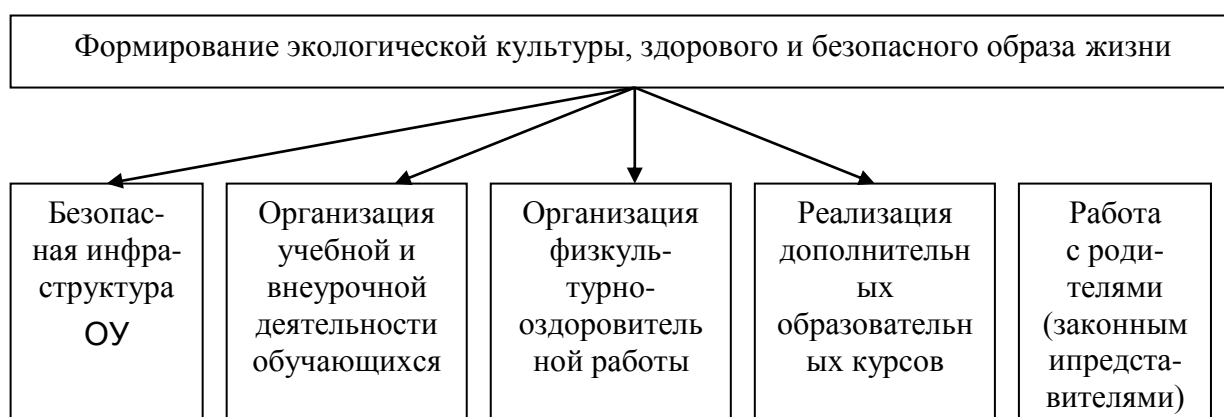 Формирование экологической культуры, здорового и безопасного образа жизни
Безопас-
ная инфра-
структура
ОУ
Организация
учебной и
внеурочной
деятельности
обучающихся
Организация
физкуль-
турно-
оздоровитель
ной работы
Реализация
дополнительн
ых
образовательн
ых курсов
Работа
с роди-
телями
(законным
ипредста-
вителями)